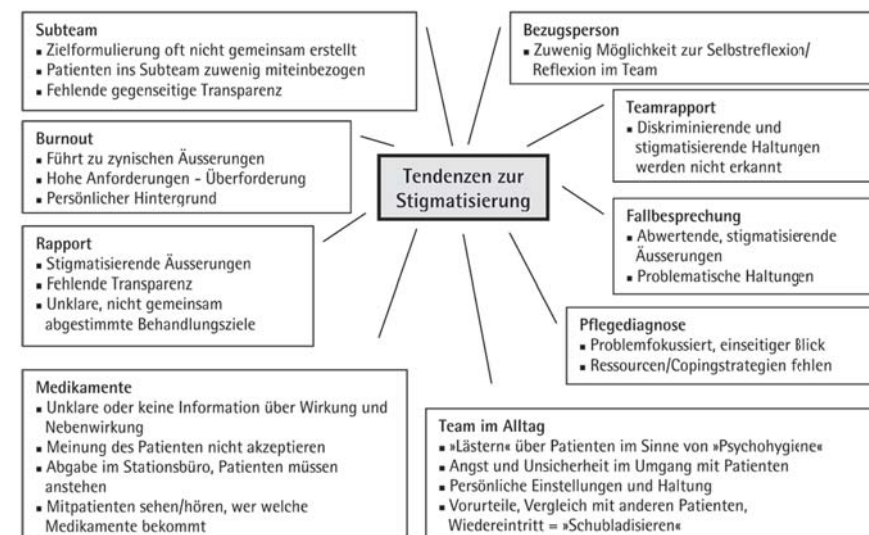 Subteam
▪ Zielformulierung oft nicht gemeinsam erstellt
▪ Patienten ins Subteam zuwenig miteinbezogen
▪ Fehlende gegenseitige Transparenz
Bezugsperson
▪ Zuwenig Möglichkeit zur Selbstreflexion/
Reflexion im Team
Burnout
▪ Führt zu zynischen Äusserungen
▪ Hohe Anforderungen - Überforderung
▪ Persönlicher Hintergrund
Teamrapport
▪ Diskriminierende und
stigmatisierende Haltungen
werden nicht erkannt
Tendenzen zur
Stigmatisierung
Rapport
▪ Stigmatisierende Äusserungen
▪ Fehlende Transparenz
▪ Unklare, nicht gemeinsam
abgestimmte Behandlungsziele
Fallbesprechung
▪ Abwertende, stigmatisierende
Äusserungen
▪ Problematische Haltungen
Pflegediagnose
▪ Problemfokussiert, einseitiger Blick
▪ Ressourcen/Copingstrategien fehlen
Medikamente
▪ Unklare oder keine Information über Wirkung und
Nebenwirkung
▪ Meinung des Patienten nicht akzeptieren
▪ Abgabe im Stationsbüro, Patienten müssen
anstehen
▪ Mitpatienten sehen/hören, wer welche
Medikamente bekommt
Team im Alltag
▪ »Lästern« über Patienten im Sinne von »Psychohygiene«
▪ Angst und Unsicherheit im Umgang mit Patienten
▪ Persönliche Einstellungen und Haltung
▪ Vorurteile, Vergleich mit anderen Patienten,
Wiedereintritt = »Schubladisieren«